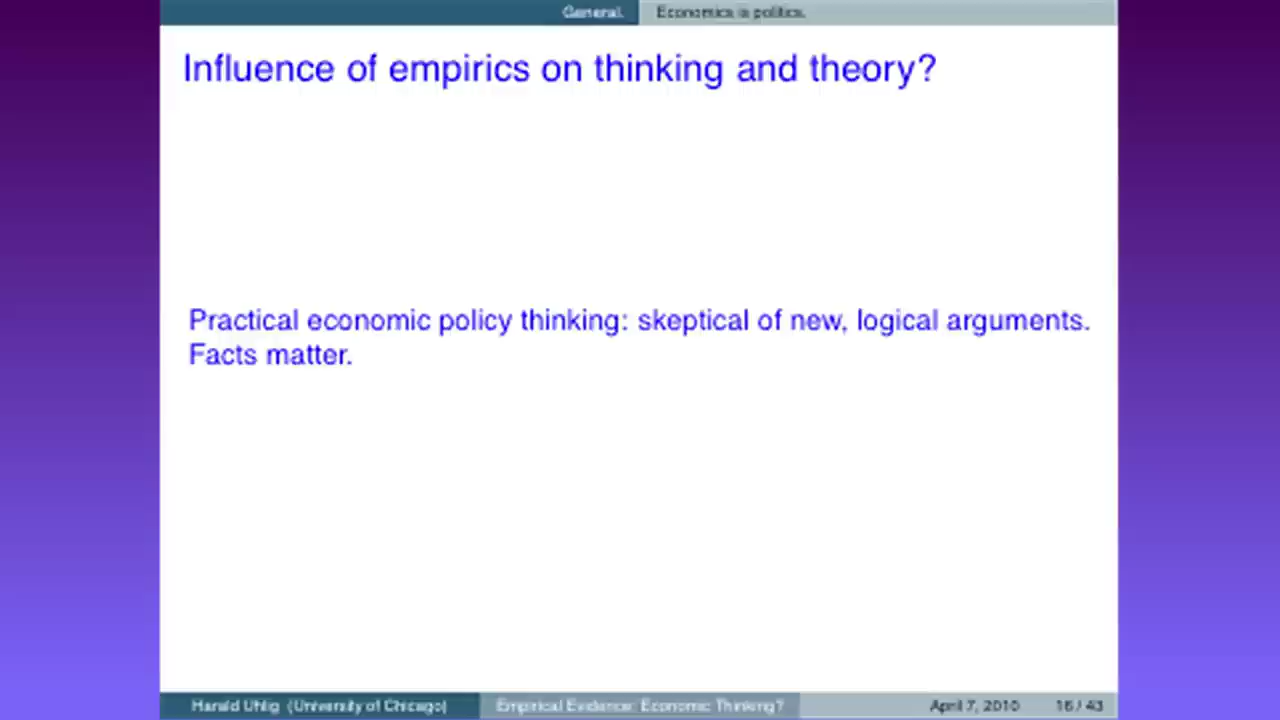 General. Economics is politics.
Influence of empirics on thinking and theory?
Practical economic policy thinking: skeptical of new, logical arguments.
Facts matter.
Harald Uhlig (University of Chicago) Empirical Evidence: Economic Thinking? April 7, 2010 16 / 43